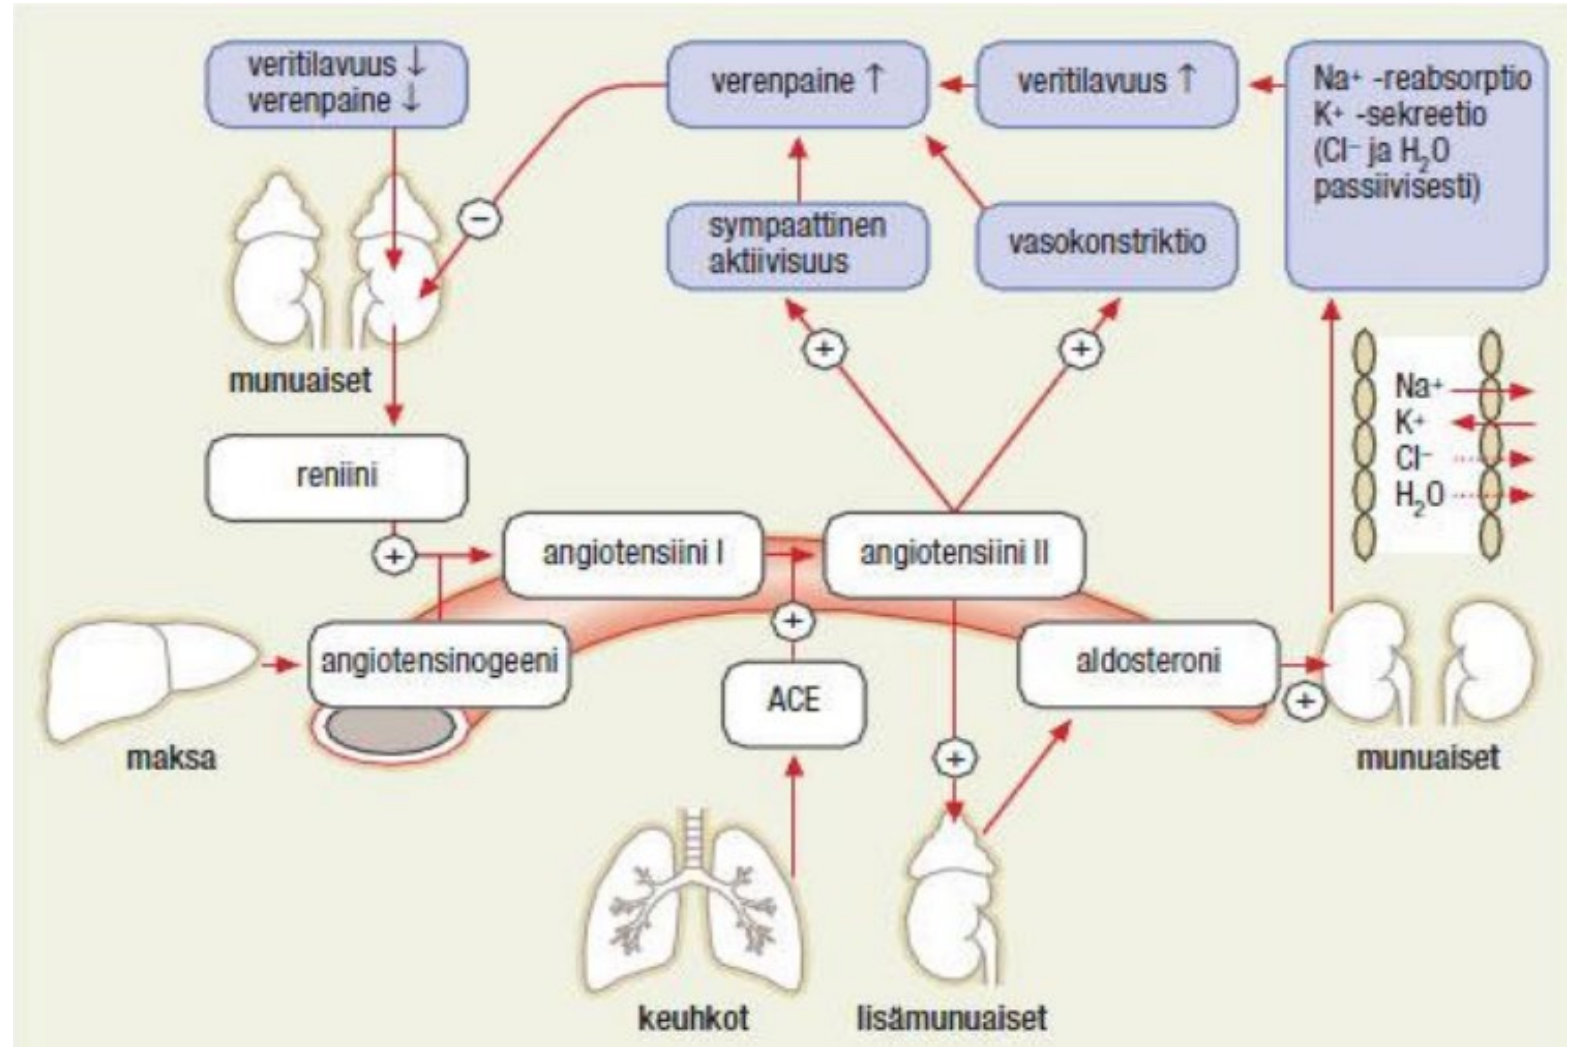 veritilavuus ↓
verenpaine ↓
verenpaine ↑
veritilavuus ↑
Na⁺ -reabsorptio
K⁺ -sekreetio
(Cl⁻ ja H₂O
passiivisesti)
sympaattinen
aktiivisuus
vasokonstriktio
−
+
+
munuaiset
Na⁺
K⁺
Cl⁻
H₂O
reniini
+
angiotensiini I
angiotensiini II
+
angiotensinogeeni
aldosteroni
ACE
+
maksa
+
munuaiset
keuhkot
lisämunuaiset